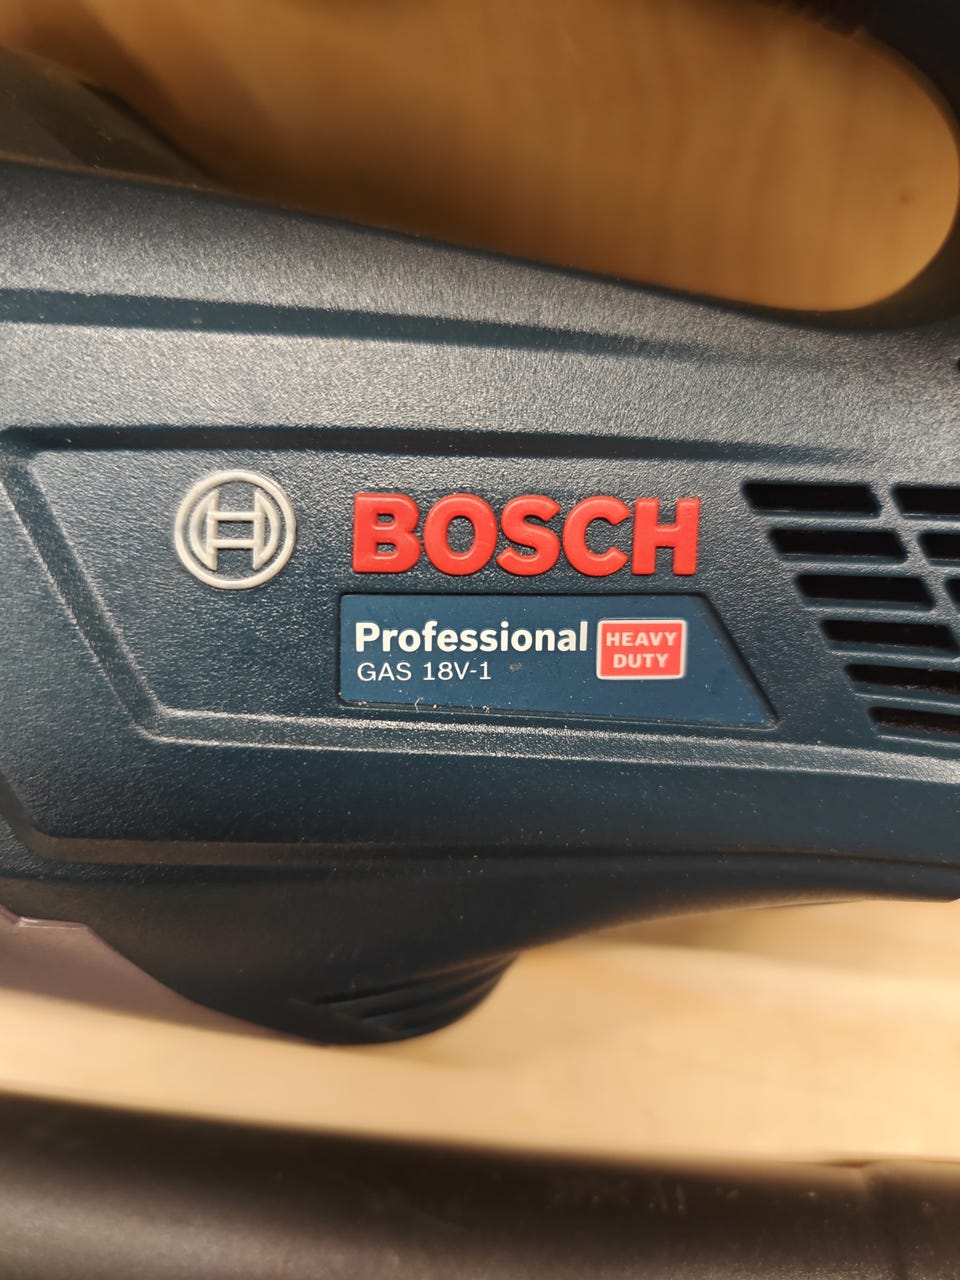 BOSCH
Professional
GAS 18V-1
HEAVY
DUTY